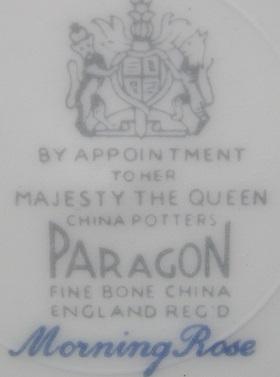 BY APPOINTMENT
TO HER
MAJESTY THE QUEEN
CHINA POTTERS
PARAGON
FINE BONE CHINA
ENGLAND REG'D
Morning Rose